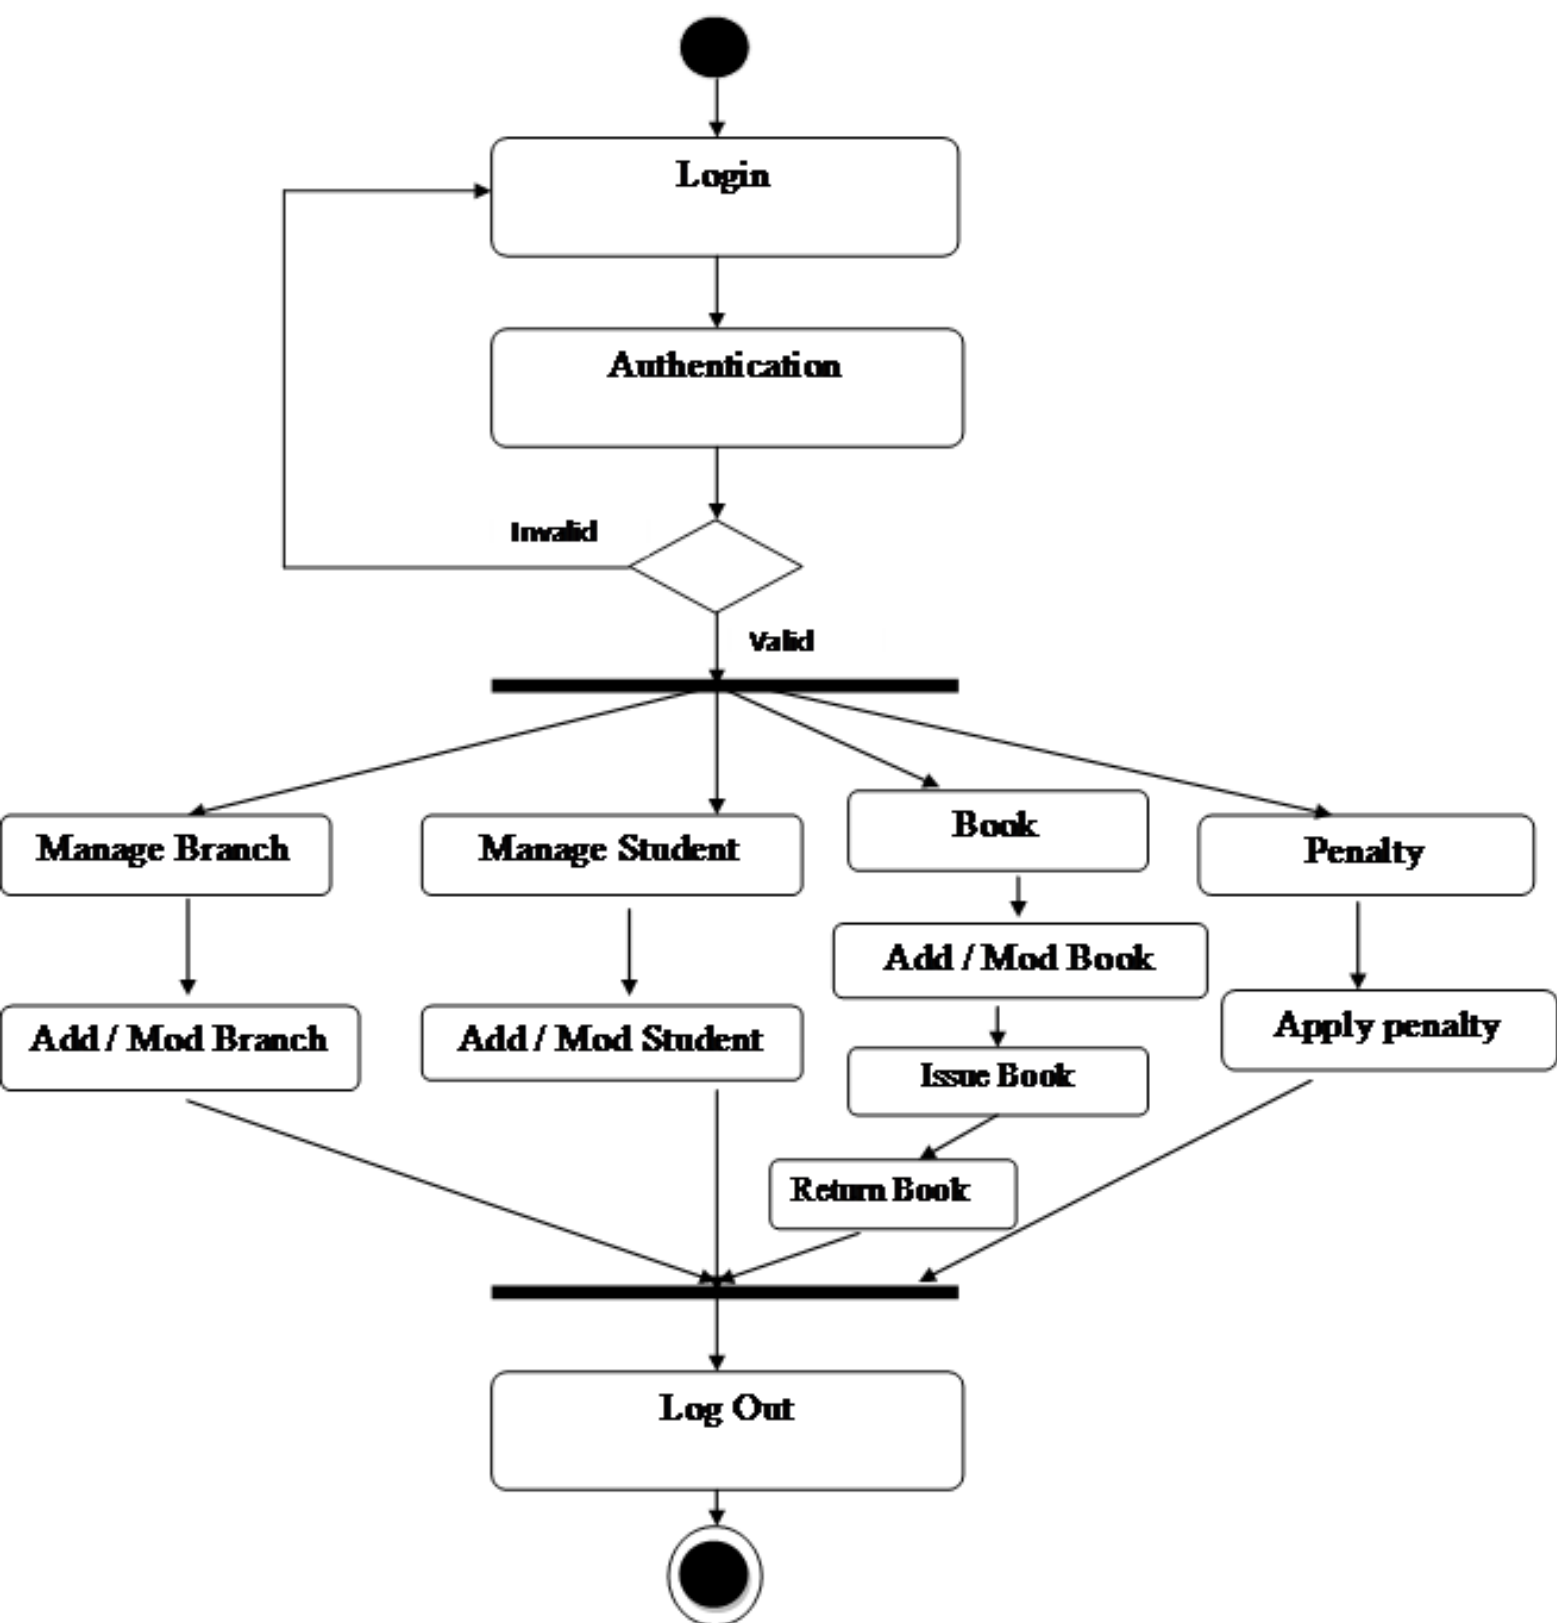 Login
Authentication
Invalid
Valid
Manage Branch
Manage Student
Book
Penalty
Add / Mod Book
Add / Mod Branch
Add / Mod Student
Apply penalty
Issue Book
Return Book
Log Out